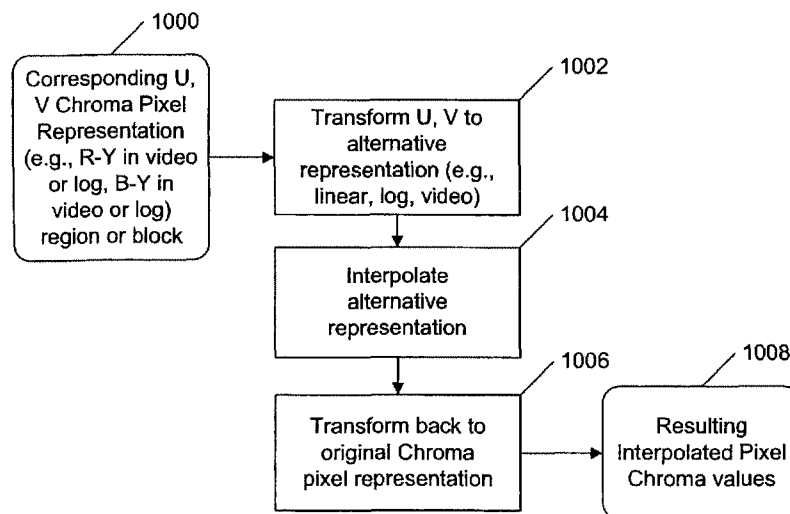 1000
Corresponding U,
V Chroma Pixel
Representation
(e.g., R-Y in video
or log, B-Y in
video or log)
region or block
1002
Transform U, V to
alternative
representation (e.g.,
linear, log, video)
1004
Interpolate
alternative
representation
1006
Transform back to
original Chroma
pixel representation
1008
Resulting
Interpolated Pixel
Chroma values